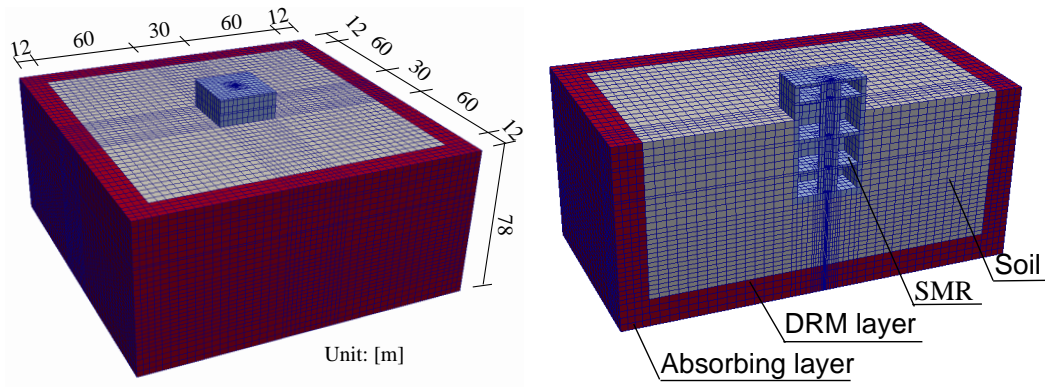 12 60 30 60 12
12 60 30 60 12
78
Unit: [m]
Soil
SMR
DRM layer
Absorbing layer